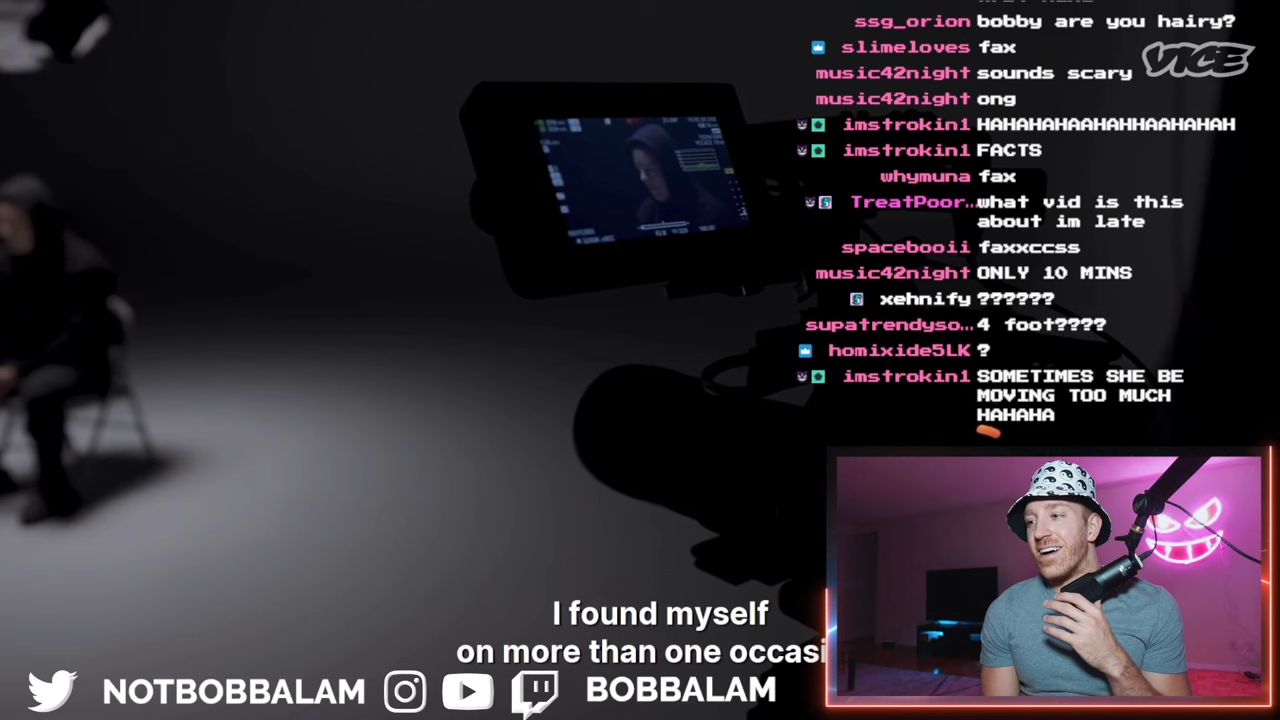 ssg_orion bobby are you hairy?
slimeloves fax
VICE
music42night sounds scary
music42night ong
imstrokin1 HAHAHAHAAHAHHAAHAHAH
imstrokin1 FACTS
whymuna fax
TreatPoor... what vid is this
about im late
spacebooii faxxccss
music42night ONLY 10 MINS
xehnify ??????
supatrendyso... 4 foot????
homixide5LK ?
imstrokin1 SOMETIMES SHE BE
MOVING TOO MUCH
HAHAHA
I found myself
on more than one occasi
NOTBOBBALAM
BOBBALAM